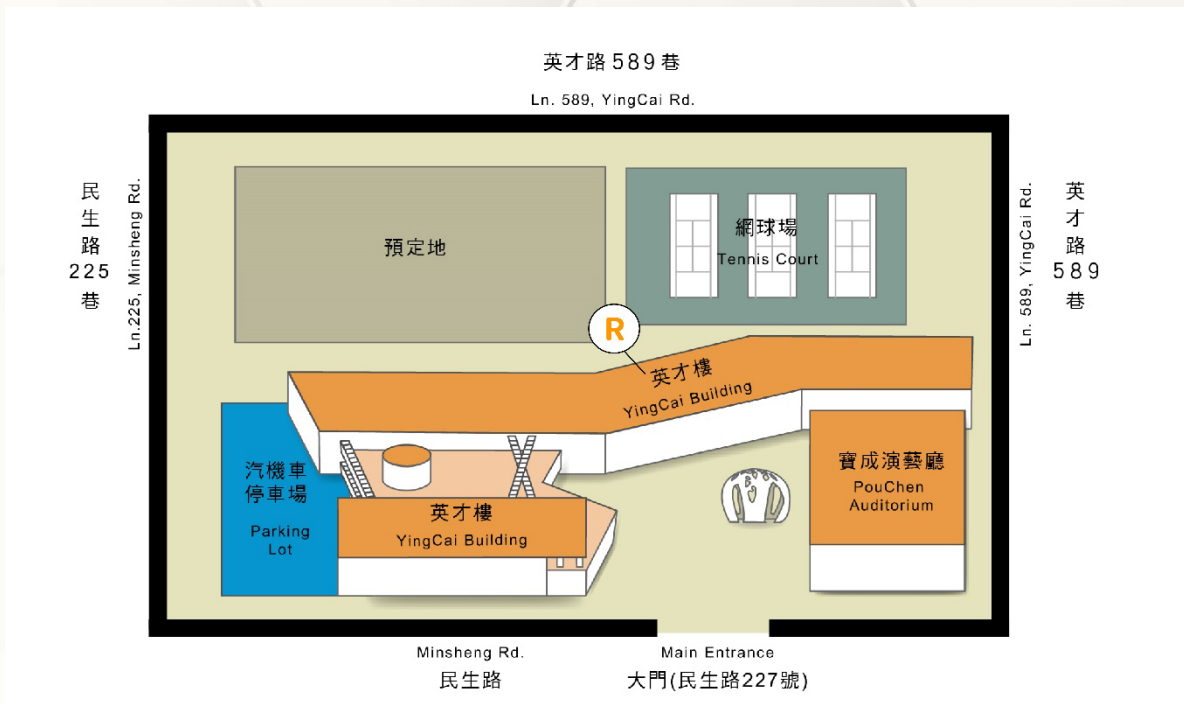 英才路 589 巷
Ln. 589, YingCai Rd.
民生路225巷
Ln.225, Minsheng Rd.
預定地
網球場
Tennis Court
英才路589巷
Ln. 589, YingCai Rd.
R
英才樓
YingCai Building
汽機車
停車場
Parking
Lot
英才樓
YingCai Building
寶成演藝廳
PouChen
Auditorium
Minsheng Rd.
民生路
Main Entrance
大門(民生路227號)